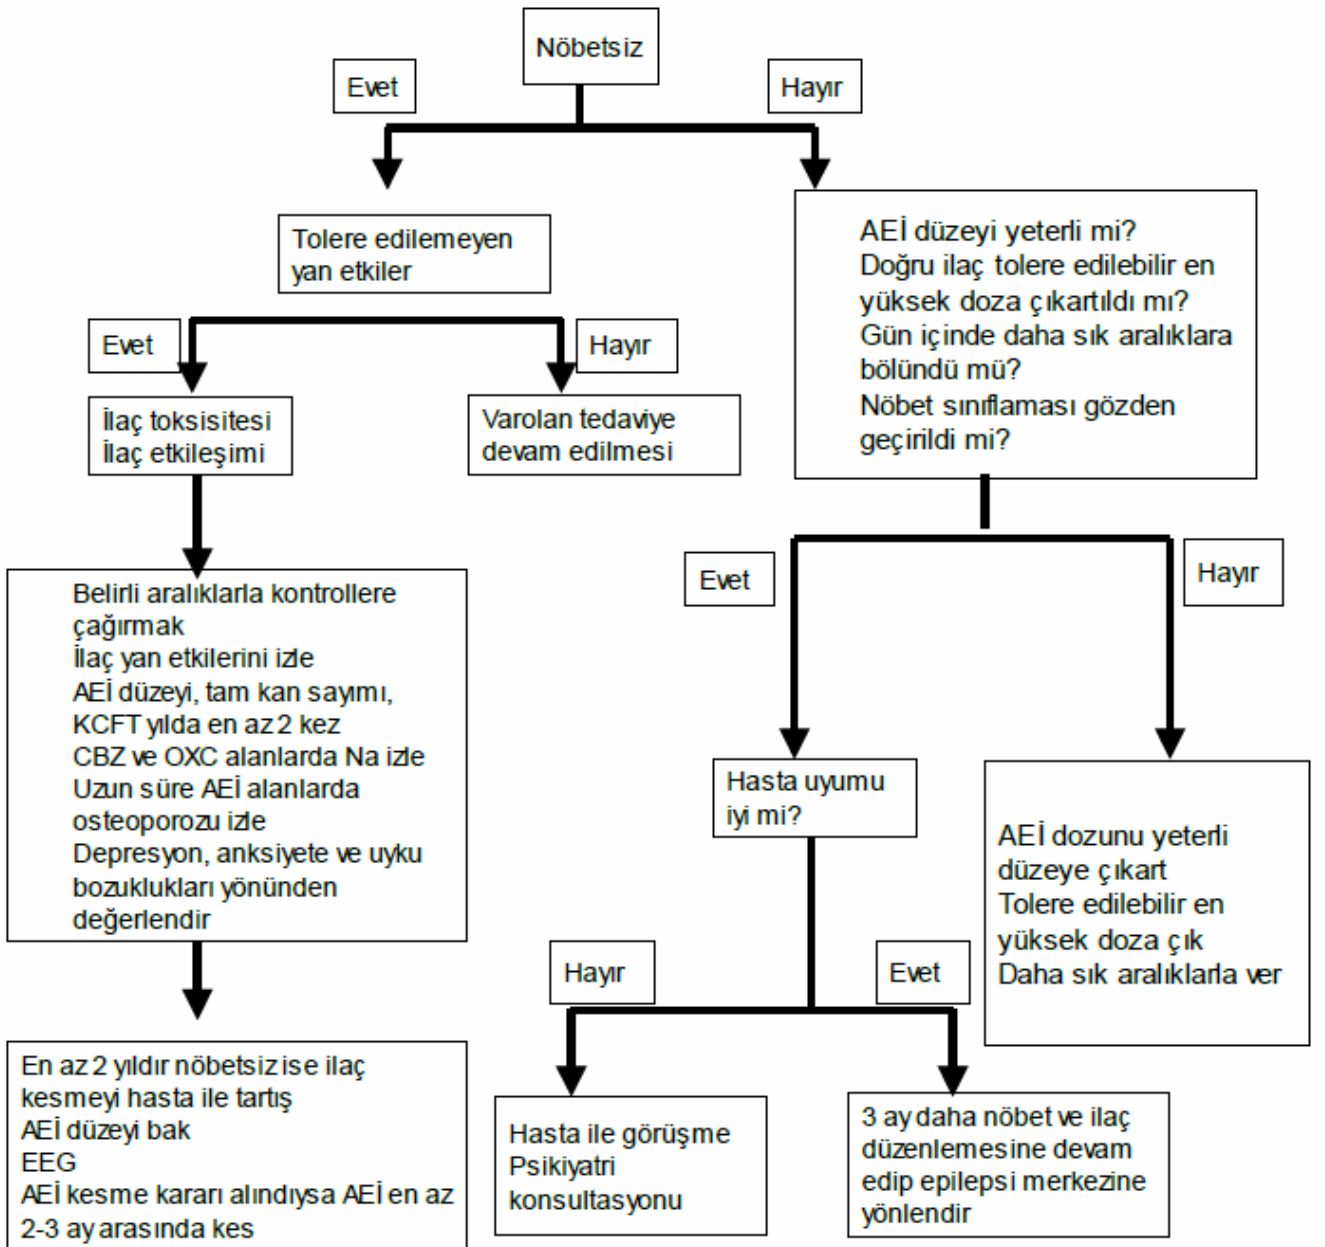 Nöbetsiz
Evet
Hayır
Tolere edilemeyen
yan etkiler
AEİ düzeyi yeterli mi?
Doğru ilaç tolere edilebilir en
yüksek doza çıkartıldı mı?
Gün içinde daha sık aralıklara
bölündü mü?
Nöbet sınıflaması gözden
geçirildi mi?
Evet
Hayır
İlaç toksisitesi
İlaç etkileşimi
Varolan tedaviye
devam edilmesi
Evet
Hayır
Belirli aralıklarla kontrollere
çağırmak
İlaç yan etkilerini izle
AEİ düzeyi, tam kan sayımı,
KCFT yılda en az 2 kez
CBZ ve OXC alanlarda Na izle
Uzun süre AEİ alanlarda
osteoporozu izle
Depresyon, anksiyete ve uyku
bozuklukları yönünden
değerlendir
Hasta uyumu
iyi mi?
AEİ dozunu yeterli
düzeye çıkart
Tolere edilebilir en
yüksek doza çık
Daha sık aralıklarla ver
Hayır
Evet
En az 2 yıldır nöbetsiz ise ilaç
kesmeyi hasta ile tartış
AEİ düzeyi bak
EEG
AEİ kesme kararı alındıysa AEİ en az
2-3 ay arasında kes
Hasta ile görüşme
Psikiyatri
konsultasyonu
3 ay daha nöbet ve ilaç
düzenlemesine devam
edip epilepsi merkezine
yönlendir